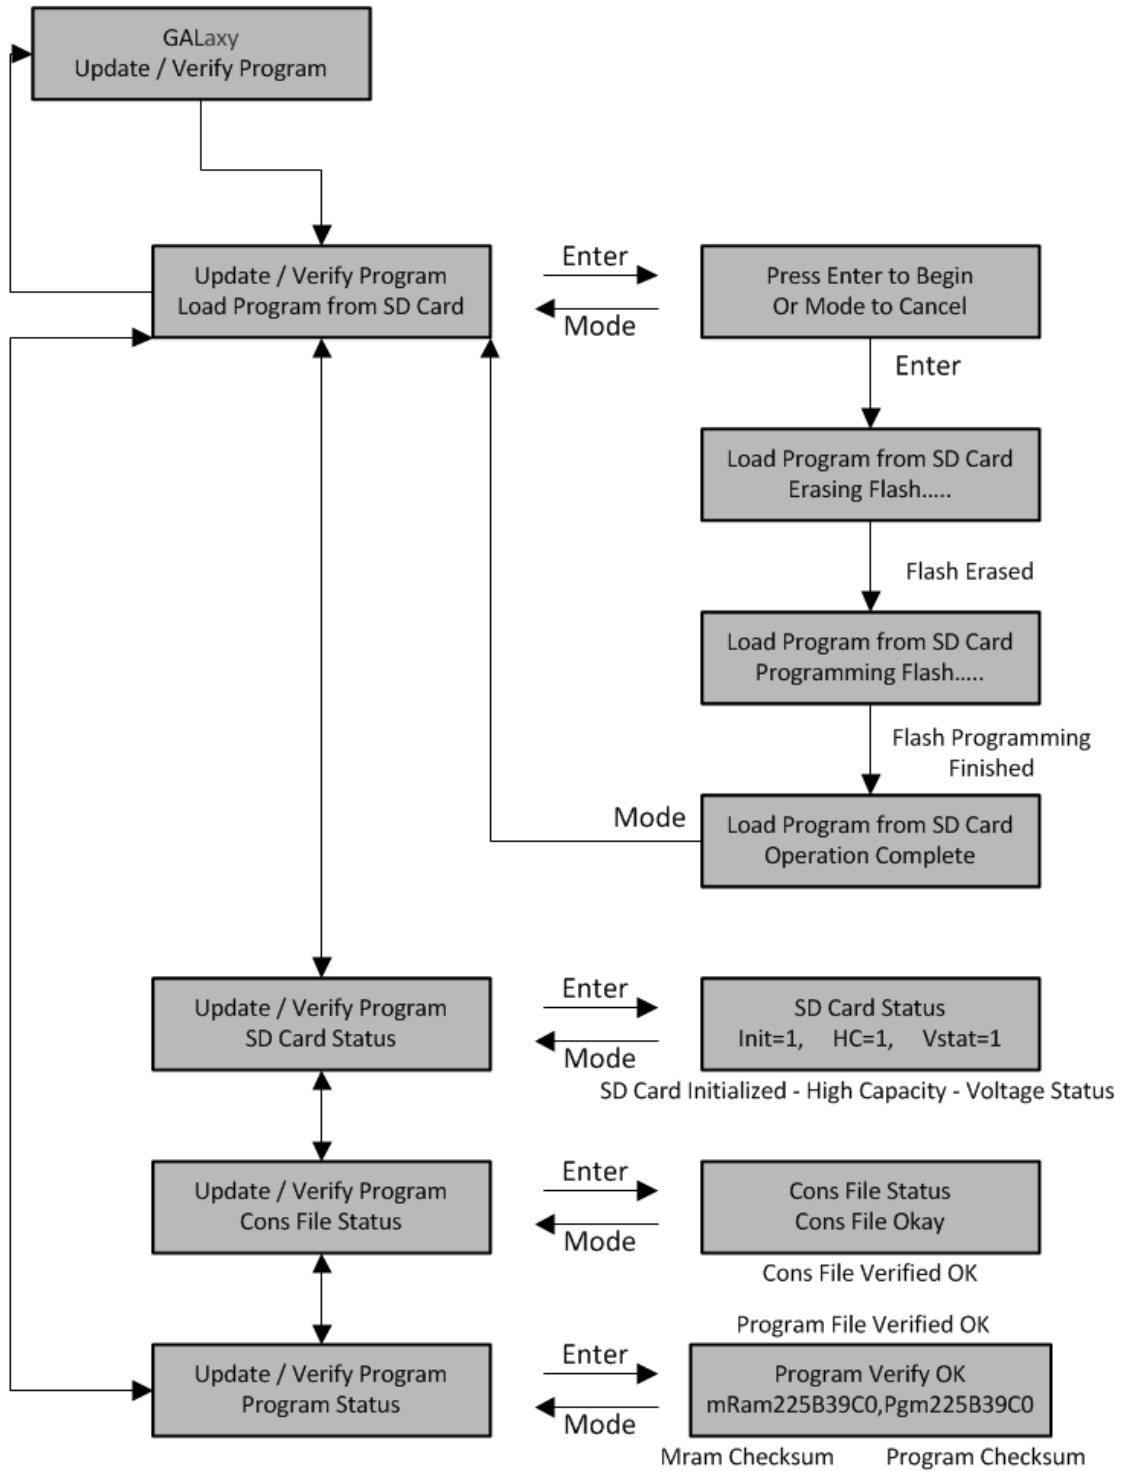 GALaxy
Update / Verify Program
Update / Verify Program
Load Program from SD Card
Enter
Mode
Press Enter to Begin
Or Mode to Cancel
Enter
Load Program from SD Card
Erasing Flash.....
Flash Erased
Load Program from SD Card
Programming Flash.....
Flash Programming
Finished
Mode
Load Program from SD Card
Operation Complete
Update / Verify Program
SD Card Status
Enter
Mode
SD Card Status
Init=1, HC=1, Vstat=1
SD Card Initialized - High Capacity - Voltage Status
Update / Verify Program
Cons File Status
Enter
Mode
Cons File Status
Cons File Okay
Cons File Verified OK
Program File Verified OK
Update / Verify Program
Program Status
Enter
Mode
Program Verify OK
mRam225B39C0,Pgm225B39C0
Mram Checksum Program Checksum